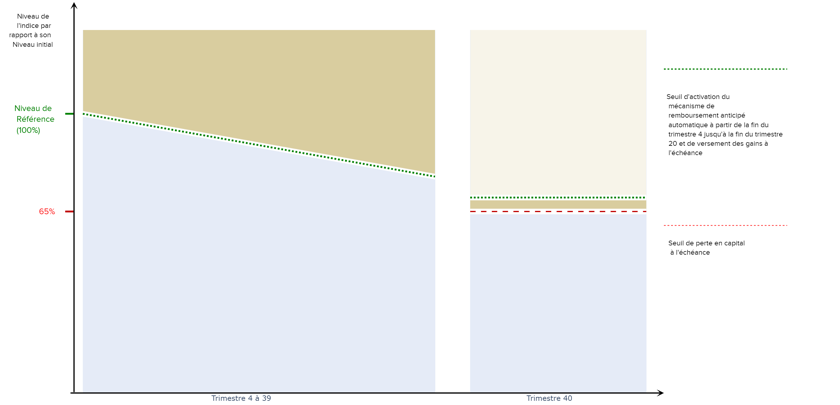 Niveau de
l'indice par
rapport à son
Niveau initial
Niveau de
Référence
(100%)
65%
Trimestre 4 à 39
Trimestre 40
Seuil d'activation du
mécanisme de
remboursement anticipé
automatique à partir de la fin du
trimestre 4 jusqu'à la fin du trimestre
20 et de versement des gains à
l'échéance
Seuil de perte en capital
à l'échéance